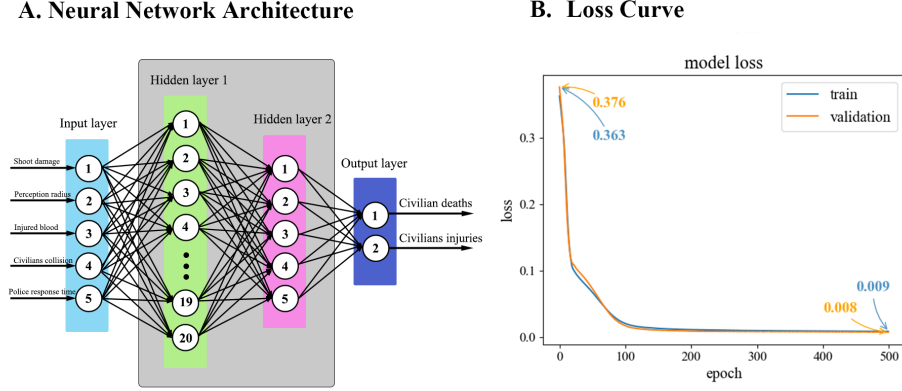 A. Neural Network Architecture
Hidden layer 1
Input layer
Hidden layer 2
Output layer
Shoot damage
Perception radius
Injured blood
Civilians collision
Police response time
1
2
3
4
5
1
2
3
4
19
20
1
2
3
4
5
1
2
Civilian deaths
Civilians injuries
B. Loss Curve
model loss
train
validation
0.376
0.363
0.009
0.008
loss
0.3
0.2
0.1
0.0
0 100 200 300 400 500
epoch